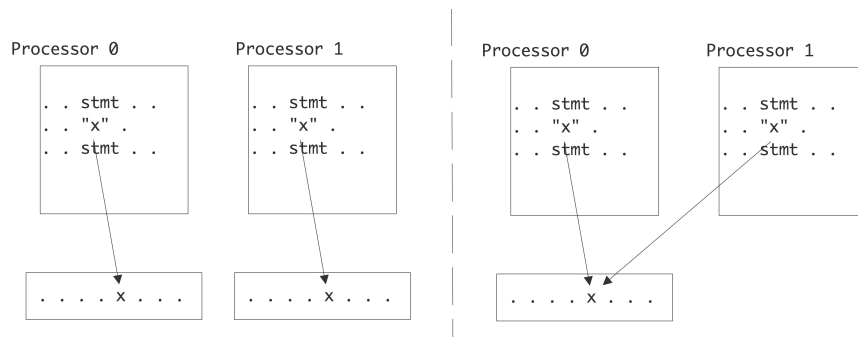 Processor 0
Processor 1
. . stmt . .
. . "x" .
. . stmt . .
. . stmt . .
. . "x" .
. . stmt . .
. . . . x . . .
. . . . x . . .
Processor 0
Processor 1
. . stmt . .
. . "x" .
. . stmt . .
. . stmt . .
. . "x" .
. . stmt . .
. . . . x . . .